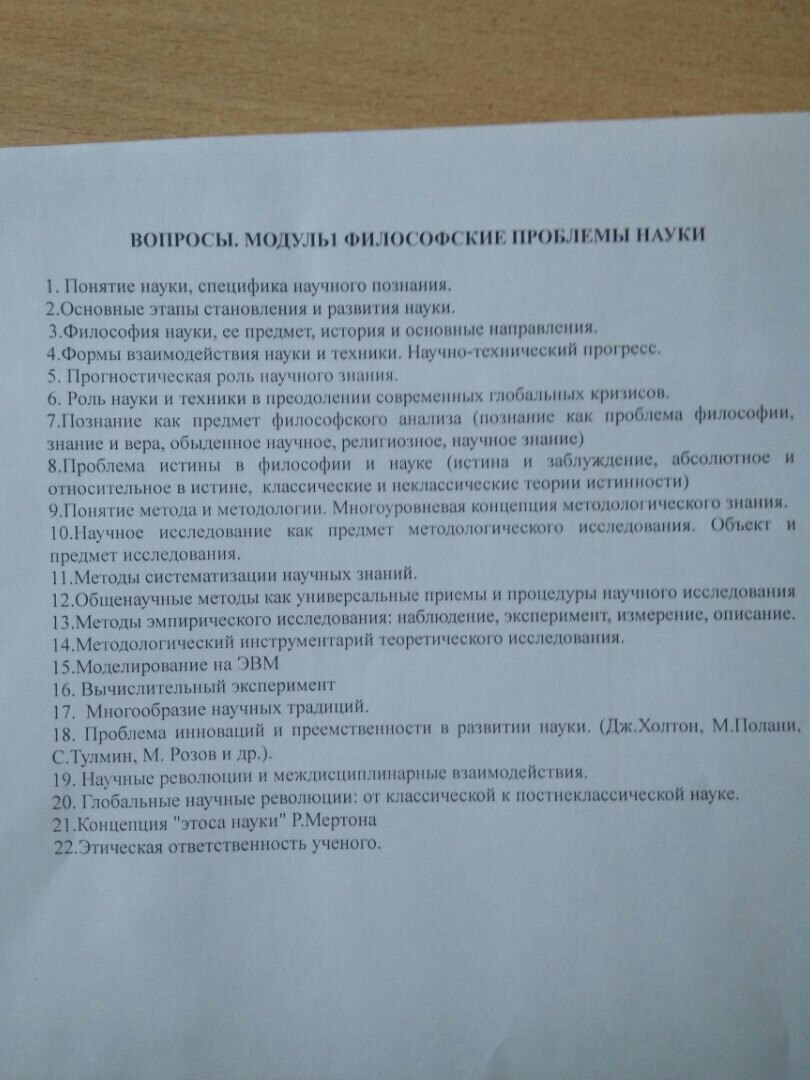 ВОПРОСЫ. МОДУЛЬ1 ФИЛОСОФСКИЕ ПРОБЛЕМЫ НАУКИ
1. Понятие науки, специфика научного познания.
2.Основные этапы становления и развития науки.
3.Философия науки, ее предмет, история и основные направления.
4.Формы взаимодействия науки и техники. Научно-технический прогресс.
5. Прогностическая роль научного знания.
6. Роль науки и техники в преодолении современных глобальных кризисов.
7.Познание как предмет философского анализа (познание как проблема философии,
знание и вера, обыденное научное, религиозное, научное знание)
8.Проблема истины в философии и науке (истина и заблуждение, абсолютное и
относительное в истине, классические и неклассические теории истинности)
9.Понятие метода и методологии. Многоуровневая концепция методологического знания.
10.Научное исследование как предмет методологического исследования. Объект и
предмет исследования.
11.Методы систематизации научных знаний.
12.Общенаучные методы как универсальные приемы и процедуры научного исследования
13.Методы эмпирического исследования: наблюдение, эксперимент, измерение, описание.
14.Методологический инструментарий теоретического исследования.
15.Моделирование на ЭВМ
16. Вычислительный эксперимент
17. Многообразие научных традиций.
18. Проблема инноваций и преемственности в развитии науки. (Дж.Холтон, М.Полани,
С.Тулмин, М. Розов и др.).
19. Научные революции и междисциплинарные взаимодействия.
20. Глобальные научные революции: от классической к постнеклассической науке.
21.Концепция "этоса науки" Р.Мертона
22.Этическая ответственность ученого.